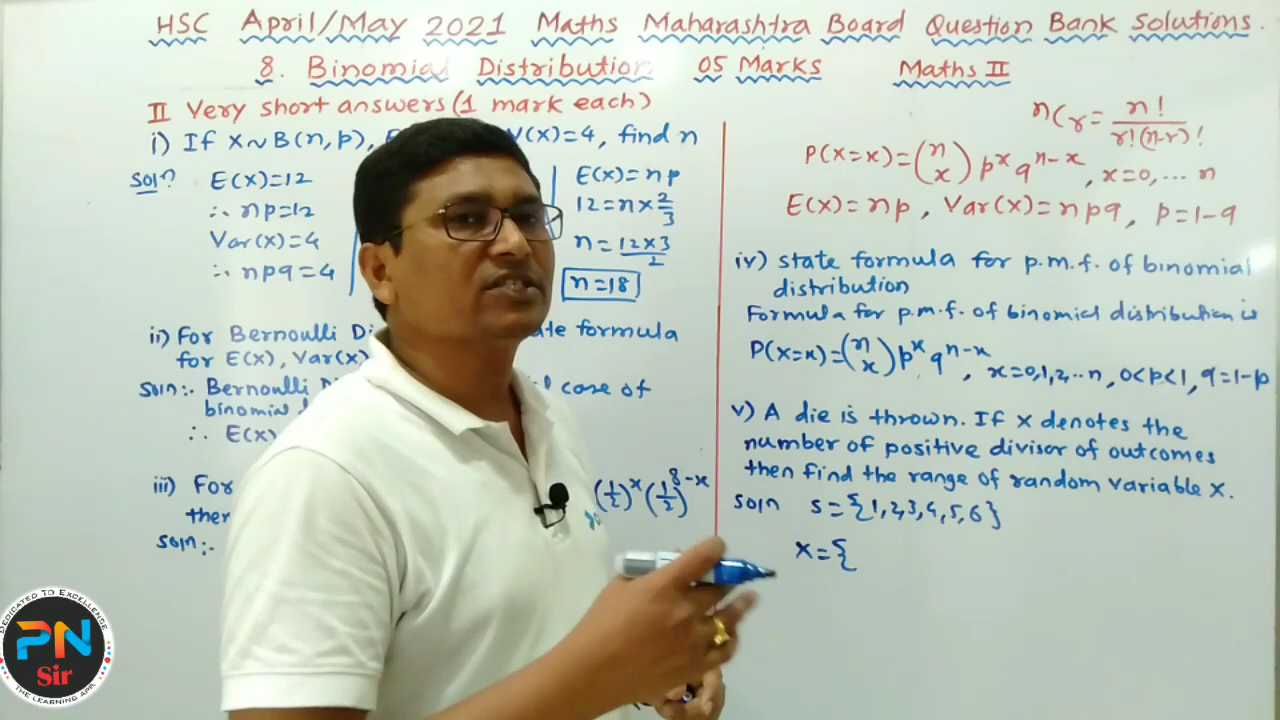 HSC April/May 2021 Maths Maharashtra Board Question Bank Solutions.
8. Binomial Distribution 05 Marks Maths II
II Very short answers (1 mark each)
i) If X~B(n,p), V(X)=4, find n
Soln E(X)=12
∴ np=12
Var(X)=4
∴ npq=4
E(X)=np
12=n×2/3
n=12×3/2
n=18
ii) For Bernoulli formula
for E(X), Var(X)
Soln:- Bernoulli case of
binomial
∴ E(X)
iii) For (1/2)^x (1/2)^8-x
Soln:-
nCr = n!/r!(n-r)!
P(X=x)=(n x) p^x q^n-x, x=0,... n
E(X)=np, Var(X)=npq, p=1-q
iv) State formula for p.m.f. of binomial
distribution
Formula for p.m.f. of binomial distribution is
P(X=x)=(n x) p^x q^n-x, x=0,1,2,..n, 0<p<1, q=1-p
v) A die is thrown. If X denotes the
number of positive divisor of outcomes
then find the range of random variable X.
Soln S={1,2,3,4,5,6}
X={
DEDICATED TO EXCELLENCE
PN
Sir
THE LEARNING APP